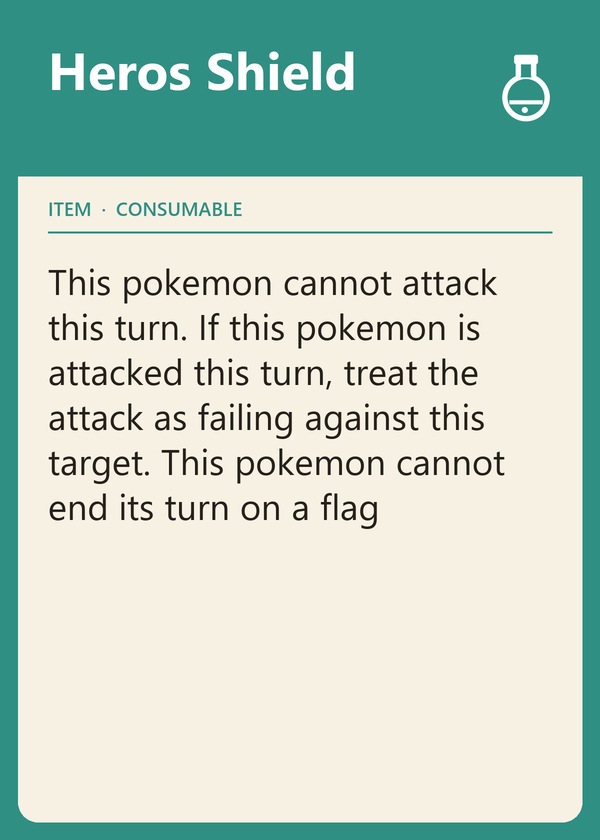 Heros Shield
ITEM · CONSUMABLE
This pokemon cannot attack
this turn. If this pokemon is
attacked this turn, treat the
attack as failing against this
target. This pokemon cannot
end its turn on a flag